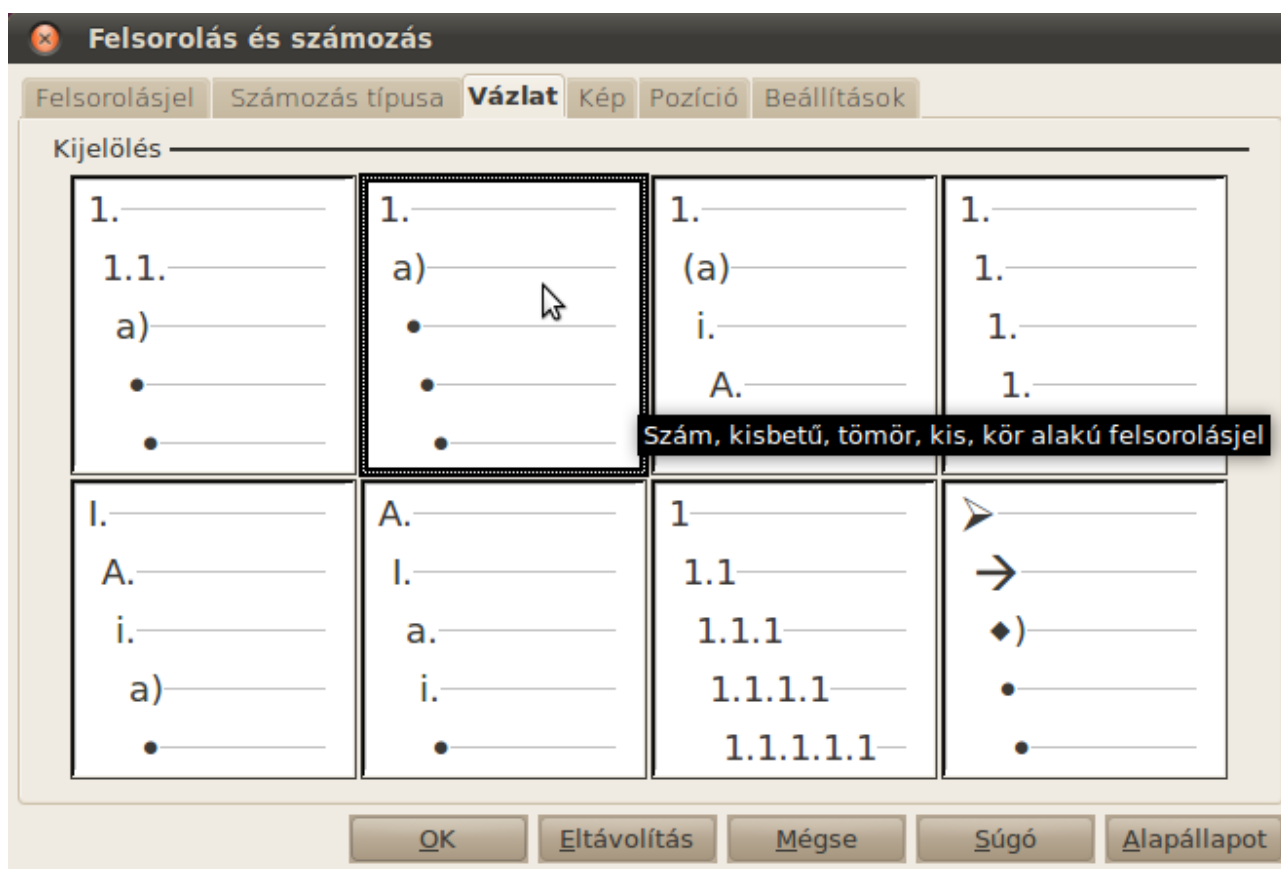 Felsorolás és számozás
Felsorolásjel Számozás típusa Vázlat Kép Pozíció Beállítások
Kijelölés
1.
1.1.
a)
•
•
1.
a)
•
•
•
1.
(a)
i.
A.
1.
1.
1.
1.
Szám, kisbetű, tömör, kis, kör alakú felsorolásjel
I.
A.
i.
a)
•
A.
I.
a.
i.
•
1
1.1
1.1.1
1.1.1.1
1.1.1.1.1
➢
→
◆)
•
•
OK Eltávolítás Mégse Súgó Alapállapot